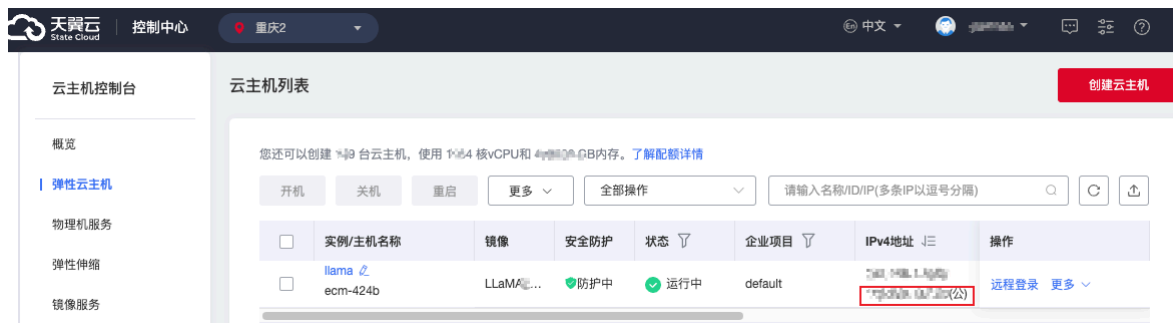 天翼云 控制中心 重庆2 中文
State Cloud
云主机控制台
云主机列表 创建云主机
概览
您还可以创建 台云主机，使用 核vCPU和 GB内存。了解配额详情
弹性云主机
开机 关机 重启 更多 全部操作 请输入名称/ID/IP(多条IP以逗号分隔)
物理机服务
实例/主机名称 镜像 安全防护 状态 企业项目 IPv4地址 操作
弹性伸缩
llama
ecm-424b LLaMA... 防护中 运行中 default (公) 远程登录 更多
镜像服务